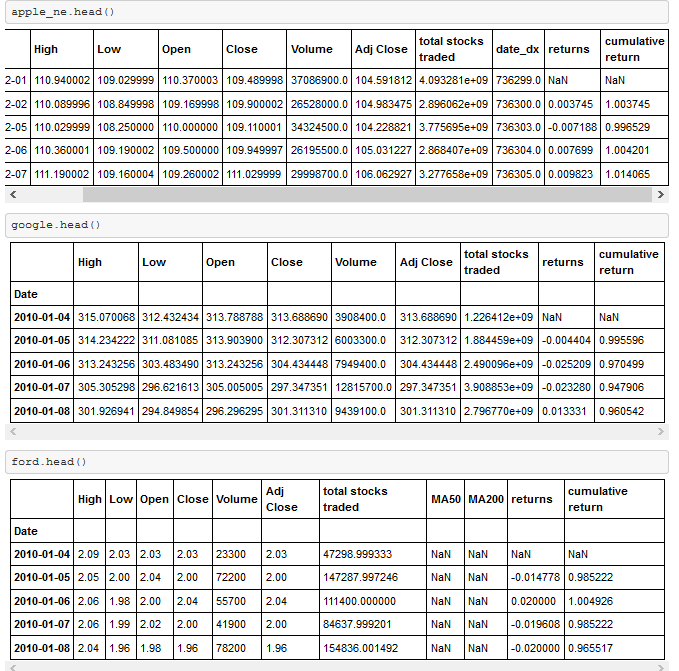 apple_ne.head()
High Low Open Close Volume Adj Close total stocks traded date_dx returns cumulative return
2-01 110.940002 109.029999 110.370003 109.489998 37086900.0 104.591812 4.093281e+09 736299.0 NaN NaN
2-02 110.089996 108.849998 109.169998 109.900002 26528000.0 104.983475 2.896062e+09 736300.0 0.003745 1.003745
2-05 110.029999 108.250000 110.000000 109.110001 34324500.0 104.228821 3.775695e+09 736303.0 -0.007188 0.996529
2-06 110.360001 109.190002 109.500000 109.949997 26195500.0 105.031227 2.868407e+09 736304.0 0.007699 1.004201
2-07 111.190002 109.160004 109.260002 111.029999 29998700.0 106.062927 3.277658e+09 736305.0 0.009823 1.014065
google.head()
High Low Open Close Volume Adj Close total stocks traded returns cumulative return
Date
2010-01-04 315.070068 312.432434 313.788788 313.688690 3908400.0 313.688690 1.226412e+09 NaN NaN
2010-01-05 314.234222 311.081085 313.903900 312.307312 6003300.0 312.307312 1.884459e+09 -0.004404 0.995596
2010-01-06 313.243256 303.483490 313.243256 304.434448 7949400.0 304.434448 2.490096e+09 -0.025209 0.970499
2010-01-07 305.305298 296.621613 305.005005 297.347351 12815700.0 297.347351 3.908853e+09 -0.023280 0.947906
2010-01-08 301.926941 294.849854 296.296295 301.311310 9439100.0 301.311310 2.796770e+09 0.013331 0.960542
ford.head()
High Low Open Close Volume Adj Close total stocks traded MA50 MA200 returns cumulative return
Date
2010-01-04 2.09 2.03 2.03 2.03 23300 2.03 47298.999333 NaN NaN NaN NaN
2010-01-05 2.05 2.00 2.04 2.00 72200 2.00 147287.997246 NaN NaN -0.014778 0.985222
2010-01-06 2.06 1.98 2.00 2.04 55700 2.04 111400.000000 NaN NaN 0.020000 1.004926
2010-01-07 2.06 1.99 2.02 2.00 41900 2.00 84637.999201 NaN NaN -0.019608 0.985222
2010-01-08 2.04 1.96 1.98 1.96 78200 1.96 154836.001492 NaN NaN -0.020000 0.965517